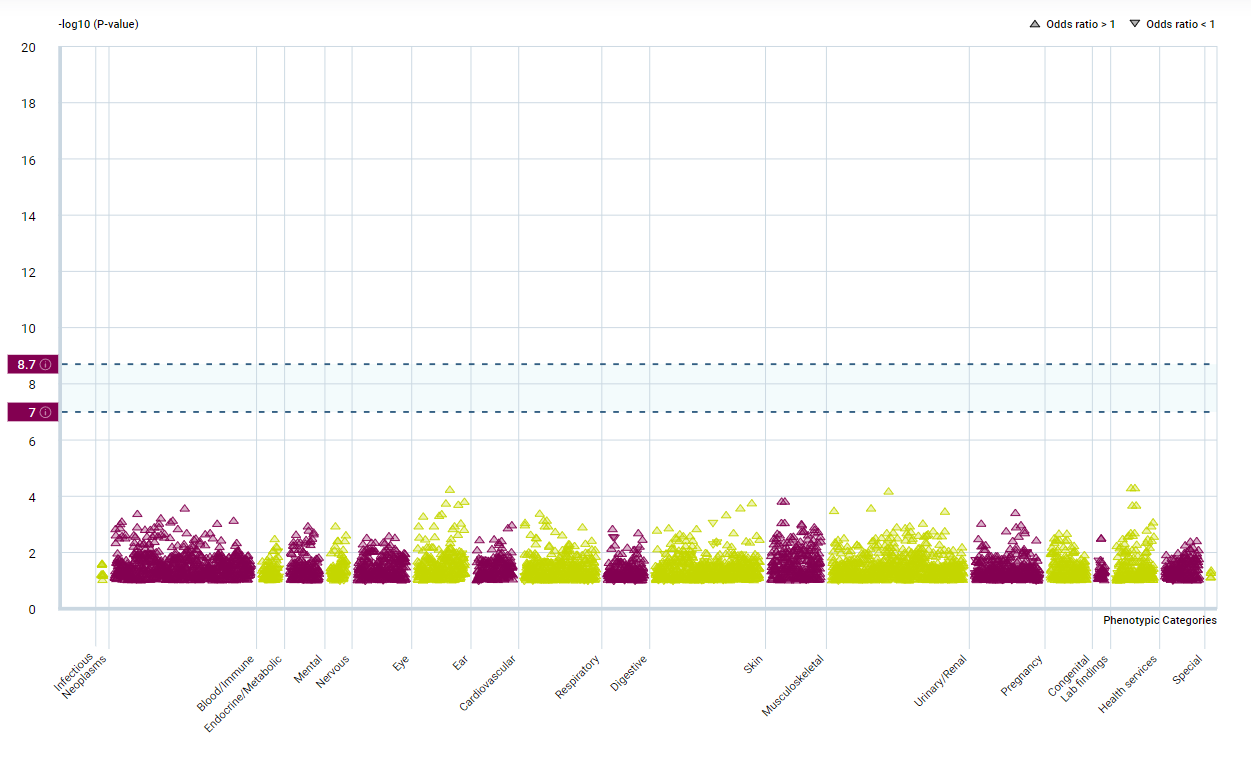 -log10 (P-value)
Odds ratio > 1
Odds ratio < 1
20
18
16
14
12
10
8.7
8
7
6
4
2
0
Phenotypic Categories
Infectious
Neoplasms
Blood/Immune
Endocrine/Metabolic
Mental
Nervous
Eye
Ear
Cardiovascular
Respiratory
Digestive
Skin
Musculoskeletal
Urinary/Renal
Pregnancy
Congenital
Lab findings
Health services
Special